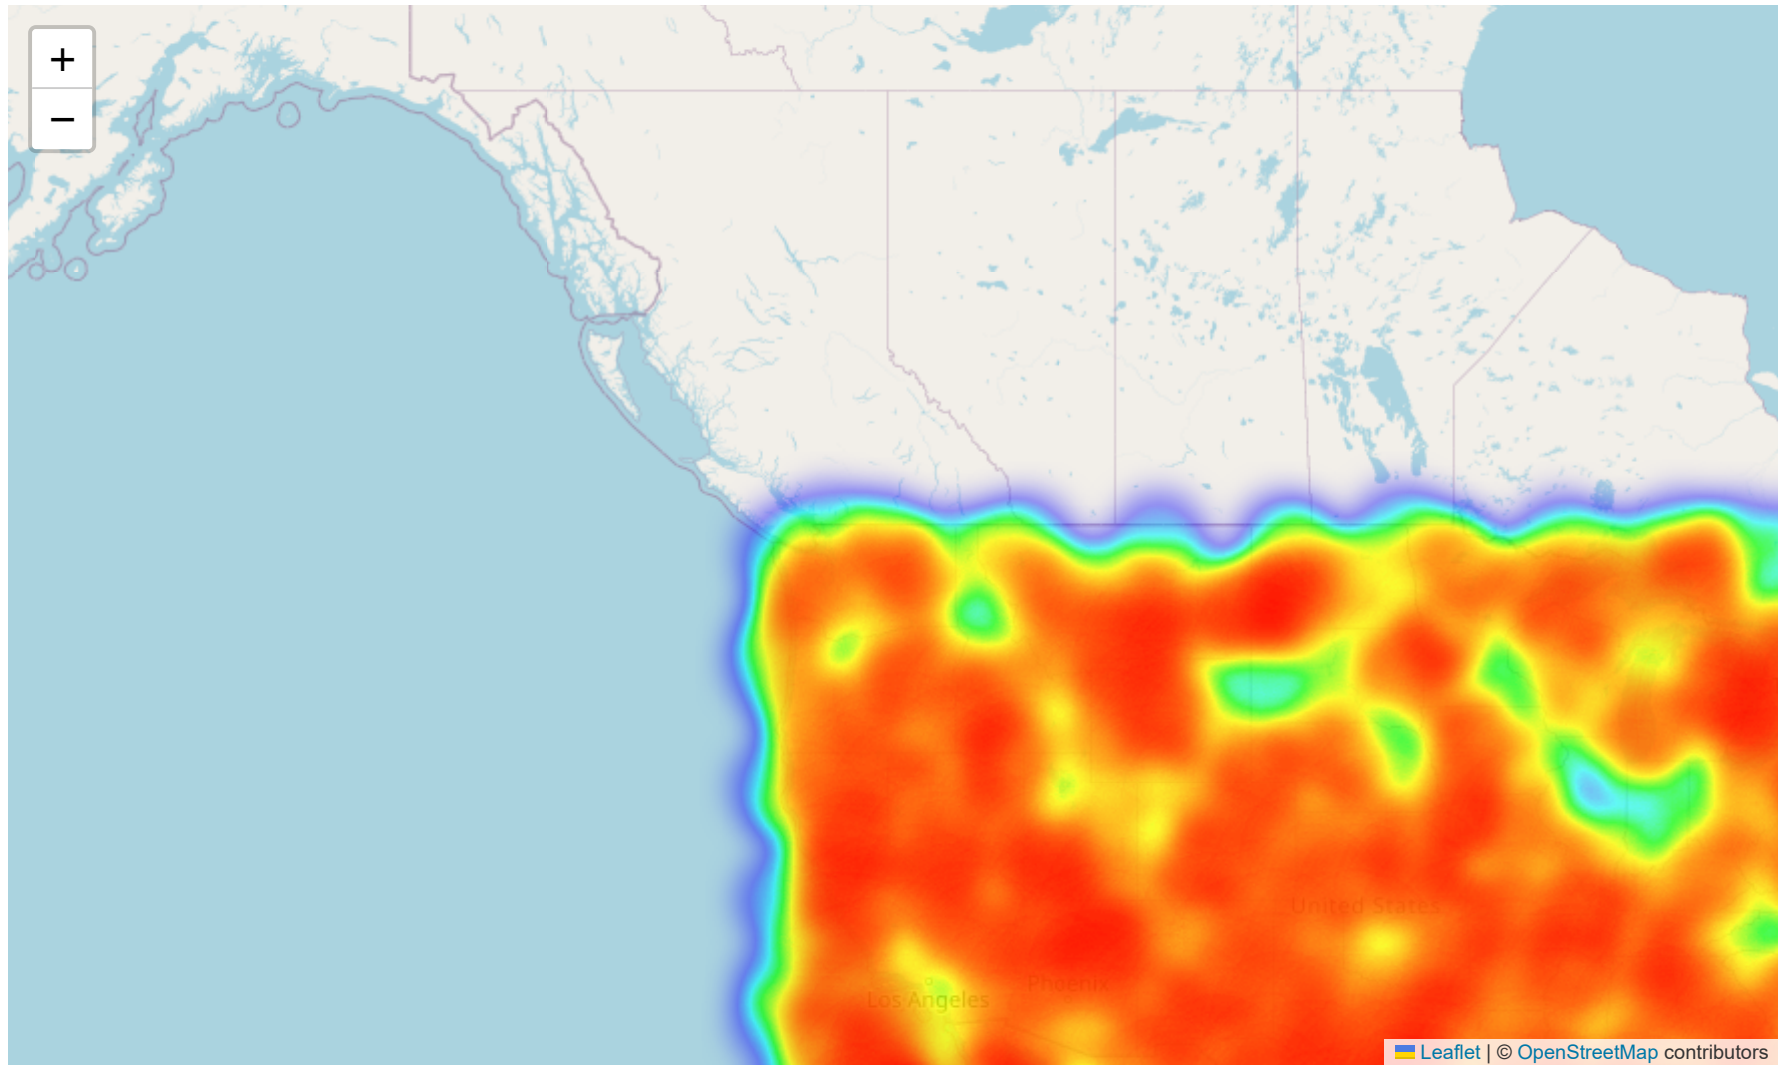 +
−
United States
Phoenix
Los Angeles
Leaflet | © OpenStreetMap contributors